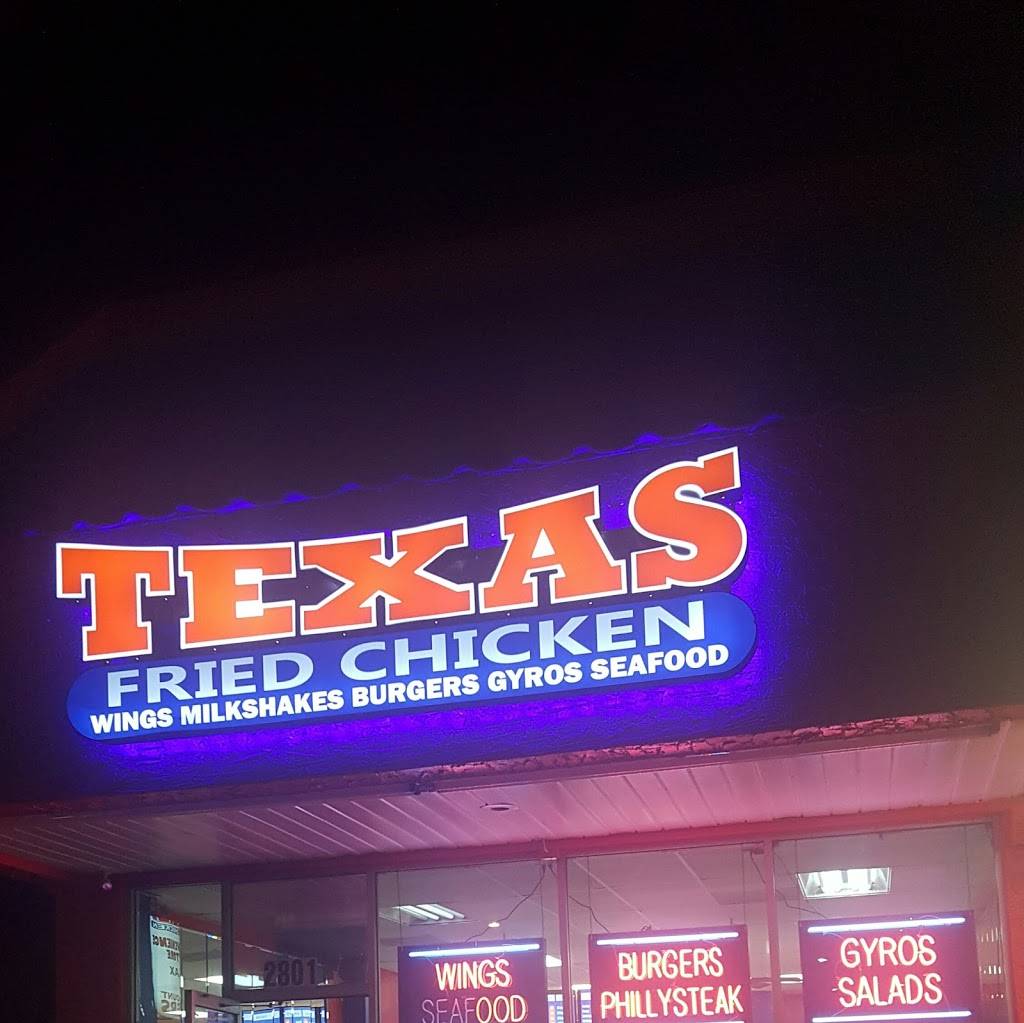 TEXAS
FRIED CHICKEN
WINGS MILKSHAKES BURGERS GYROS SEAFOOD
2801
WINGS
SEAFOOD
BURGERS
PHILLYSTEAK
GYROS
SALADS